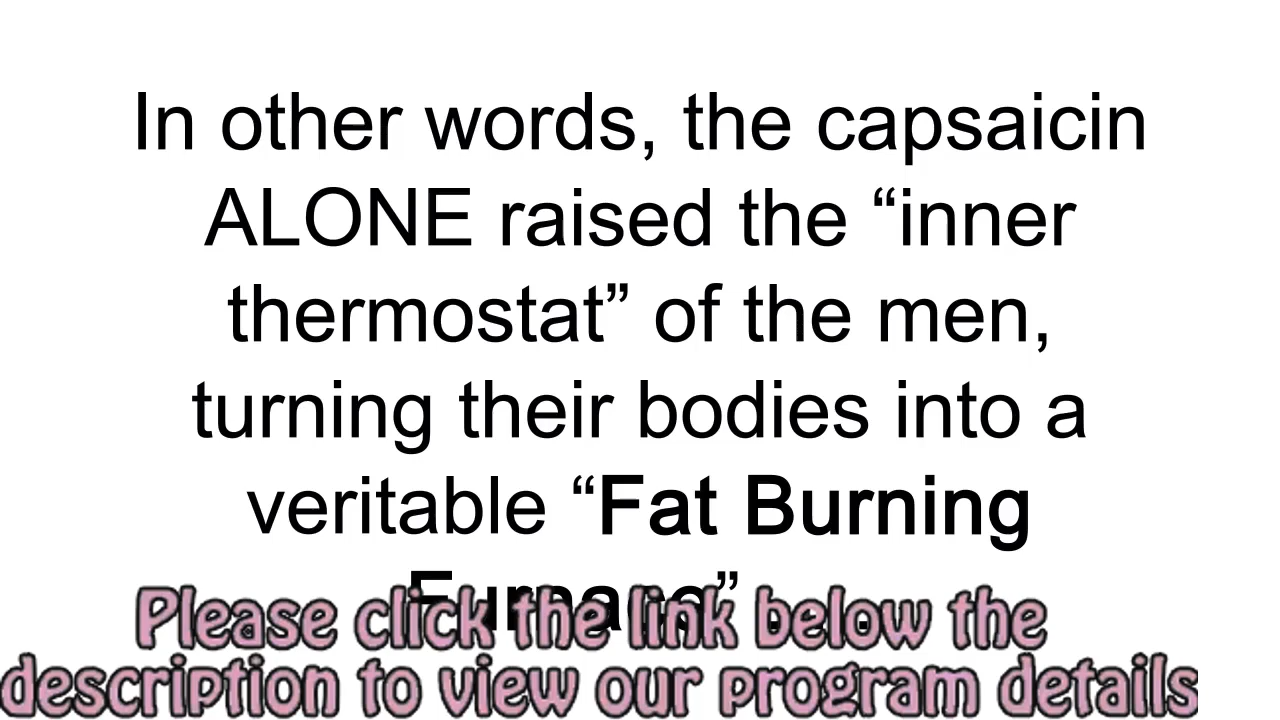 In other words, the capsaicin
ALONE raised the “inner
thermostat” of the men,
turning their bodies into a
veritable “Fat Burning
Furnace”
Please click the link below the
description to view our program details